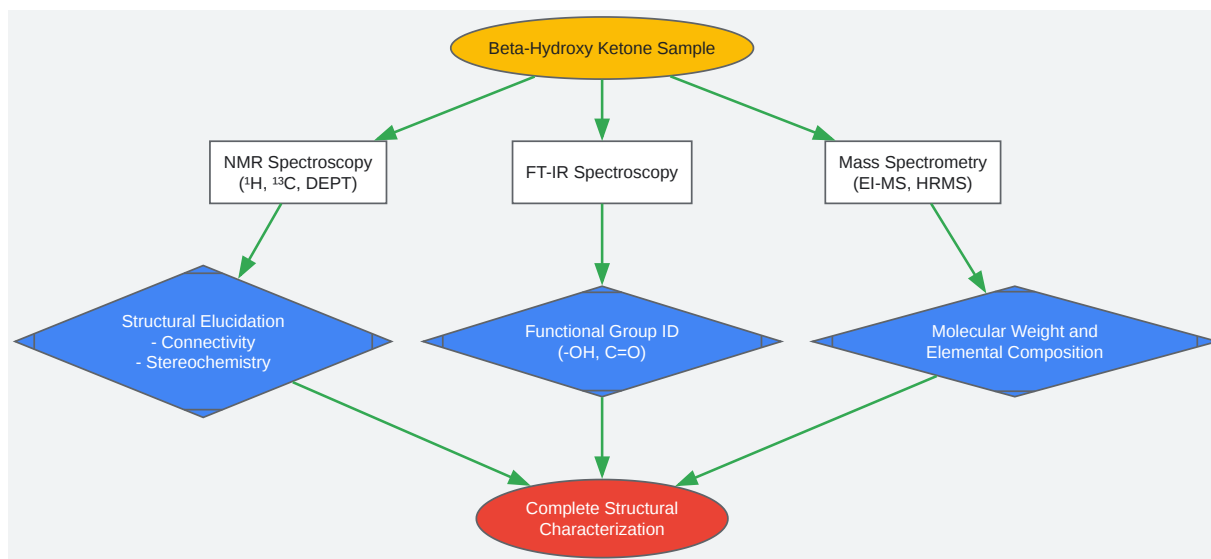 Beta-Hydroxy Ketone Sample
NMR Spectroscopy
(¹H, ¹³C, DEPT)
FT-IR Spectroscopy
Mass Spectrometry
(EI-MS, HRMS)
Structural Elucidation
- Connectivity
- Stereochemistry
Functional Group ID
(-OH, C=O)
Molecular Weight and
Elemental Composition
Complete Structural
Characterization